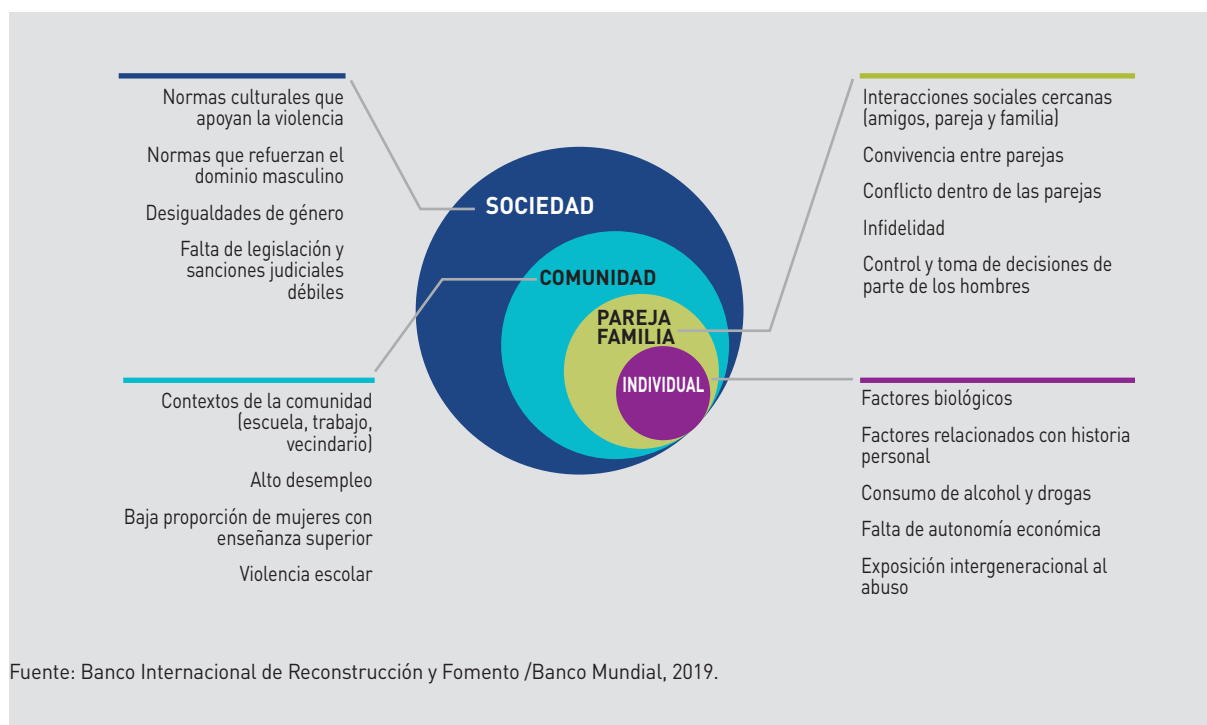 Normas culturales que
apoyan la violencia
Normas que refuerzan el
dominio masculino
Desigualdades de género
Falta de legislación y
sanciones judiciales
débiles
SOCIEDAD
COMUNIDAD
PAREJA
FAMILIA
INDIVIDUAL
Interacciones sociales cercanas
(amigos, pareja y familia)
Convivencia entre parejas
Conflicto dentro de las parejas
Infidelidad
Control y toma de decisiones de
parte de los hombres
Contextos de la comunidad
(escuela, trabajo,
vecindario)
Alto desempleo
Baja proporción de mujeres con
enseñanza superior
Violencia escolar
Factores biológicos
Factores relacionados con historia
personal
Consumo de alcohol y drogas
Falta de autonomía económica
Exposición intergeneracional al
abuso
Fuente: Banco Internacional de Reconstrucción y Fomento /Banco Mundial, 2019.